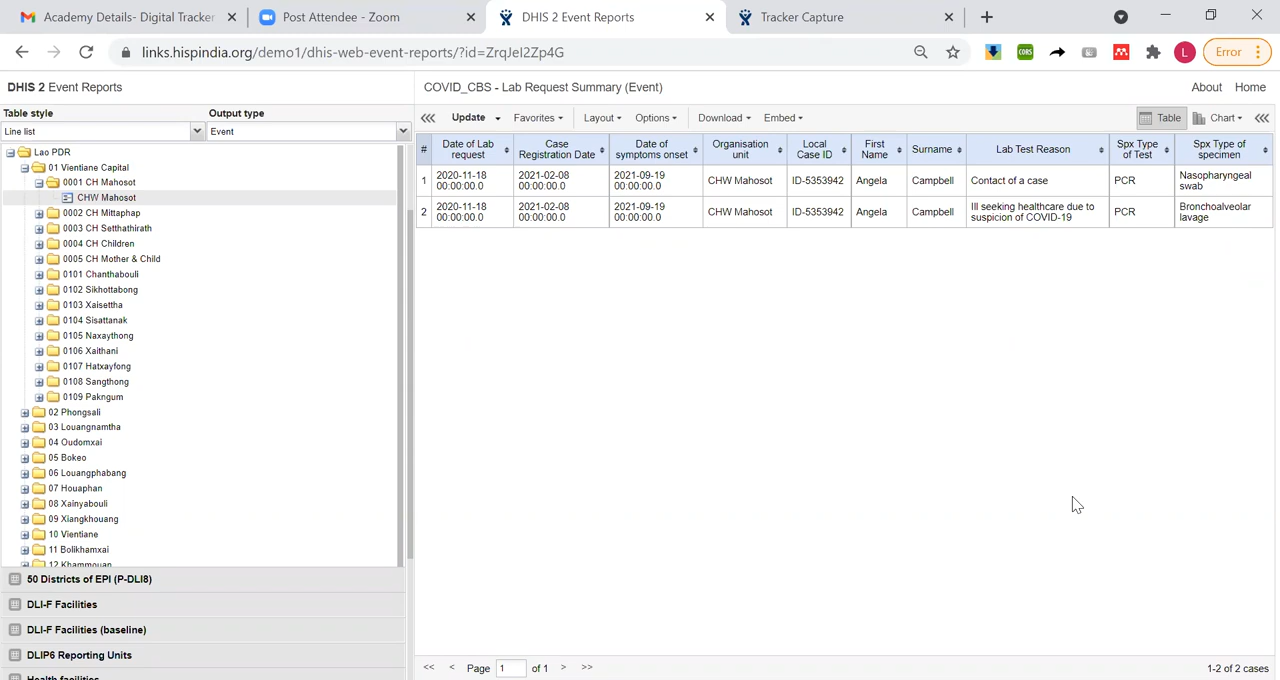 Academy Details- Digital Tracker
Post Attendee - Zoom
DHIS 2 Event Reports
Tracker Capture
links.hispindia.org/demo1/dhis-web-event-reports/?id=ZrqJeI2Zp4G
CORS
L
Error
DHIS 2 Event Reports
COVID_CBS - Lab Request Summary (Event)
About
Home
Table style
Output type
Line list
Event
Update
Favorites
Layout
Options
Download
Embed
Table
Chart
Lao PDR
01 Vientiane Capital
0001 CH Mahosot
CHW Mahosot
0002 CH Mittaphap
0003 CH Setthathirath
0004 CH Children
0005 CH Mother & Child
0101 Chanthabouli
0102 Sikhottabong
0103 Xaisettha
0104 Sisattanak
0105 Naxaythong
0106 Xaithani
0107 Hatxayfong
0108 Sangthong
0109 Pakngum
02 Phongsali
03 Louangnamtha
04 Oudomxai
05 Bokeo
06 Louangphabang
07 Houaphan
08 Xainyabouli
09 Xiangkhouang
10 Vientiane
11 Bolikhamxai
12 Khammouan
50 Districts of EPI (P-DLI8)
DLI-F Facilities
DLI-F Facilities (baseline)
DLIP6 Reporting Units
Health facilities
#
Date of Lab
request
Case
Registration Date
Date of
symptoms onset
Organisation
unit
Local
Case ID
First
Name
Surname
Lab Test Reason
Spx Type
of Test
Spx Type of
specimen
1
2020-11-18
00:00:00.0
2021-02-08
00:00:00.0
2021-09-19
00:00:00.0
CHW Mahosot
ID-5353942
Angela
Campbell
Contact of a case
PCR
Nasopharyngeal
swab
2
2020-11-18
00:00:00.0
2021-02-08
00:00:00.0
2021-09-19
00:00:00.0
CHW Mahosot
ID-5353942
Angela
Campbell
Ill seeking healthcare due to
suspicion of COVID-19
PCR
Bronchoalveolar
lavage
<< < Page 1 of 1 > >>
1-2 of 2 cases